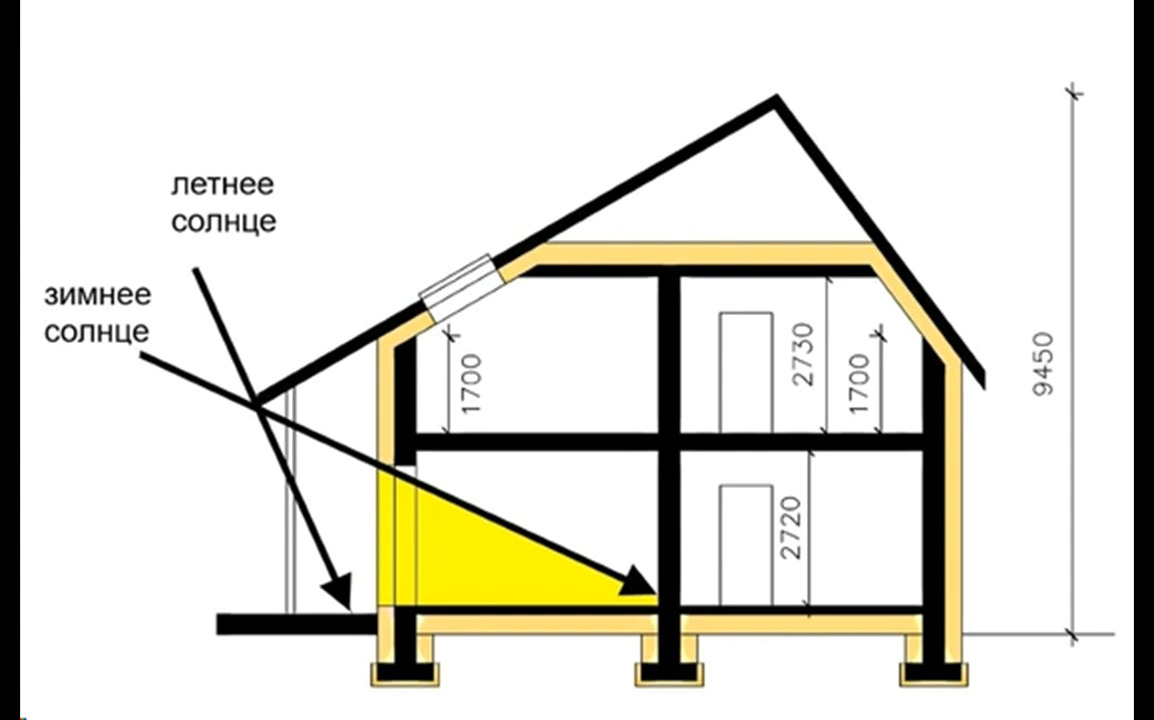 летнее
солнце
зимнее
солнце
1700
2730
1700
9450
2720